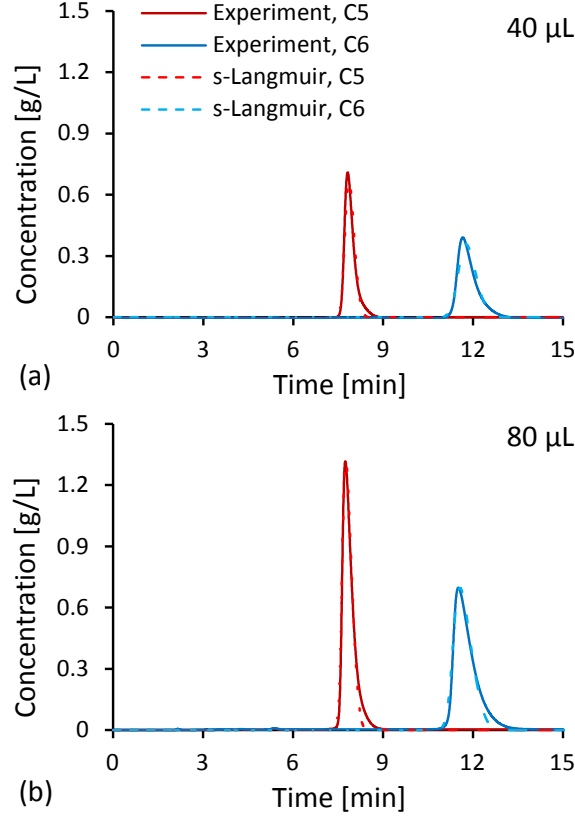 Experiment, C5
Experiment, C6
s-Langmuir, C5
s-Langmuir, C6
40 µL
Concentration [g/L]
1.5
1.2
0.9
0.6
0.3
0
0 3 6 9 12 15
Time [min]
(a)
80 µL
Concentration [g/L]
1.5
1.2
0.9
0.6
0.3
0
0 3 6 9 12 15
Time [min]
(b)